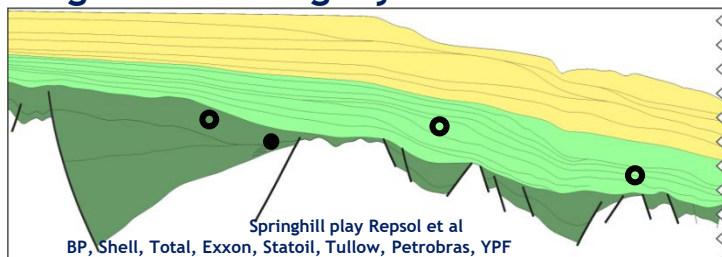 Springhill play Repsol et al
BP, Shell, Total, Exxon, Statoil, Tullow, Petrobras, YPF